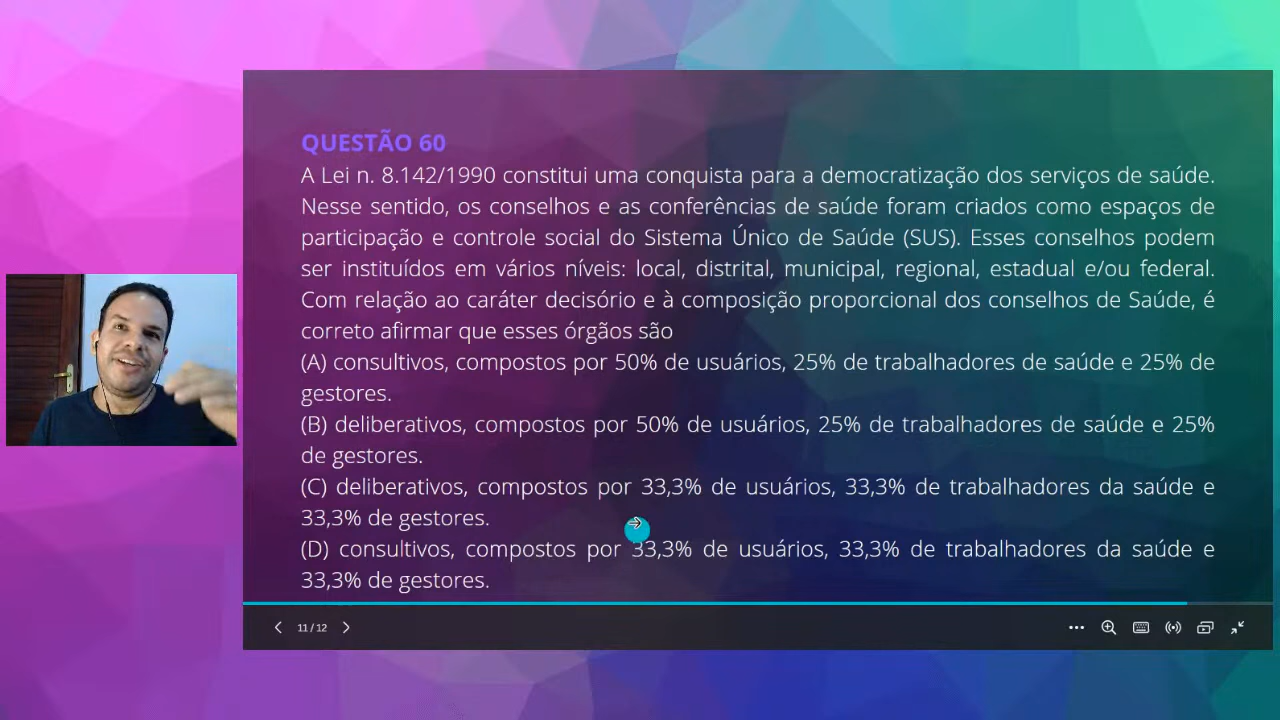 QUESTÃO 60
A Lei n. 8.142/1990 constitui uma conquista para a democratização dos serviços de saúde.
Nesse sentido, os conselhos e as conferências de saúde foram criados como espaços de
participação e controle social do Sistema Único de Saúde (SUS). Esses conselhos podem
ser instituídos em vários níveis: local, distrital, municipal, regional, estadual e/ou federal.
Com relação ao caráter decisório e à composição proporcional dos conselhos de Saúde, é
correto afirmar que esses órgãos são
(A) consultivos, compostos por 50% de usuários, 25% de trabalhadores de saúde e 25% de
gestores.
(B) deliberativos, compostos por 50% de usuários, 25% de trabalhadores de saúde e 25%
de gestores.
(C) deliberativos, compostos por 33,3% de usuários, 33,3% de trabalhadores da saúde e
33,3% de gestores.
(D) consultivos, compostos por 33,3% de usuários, 33,3% de trabalhadores da saúde e
33,3% de gestores.
11 / 12